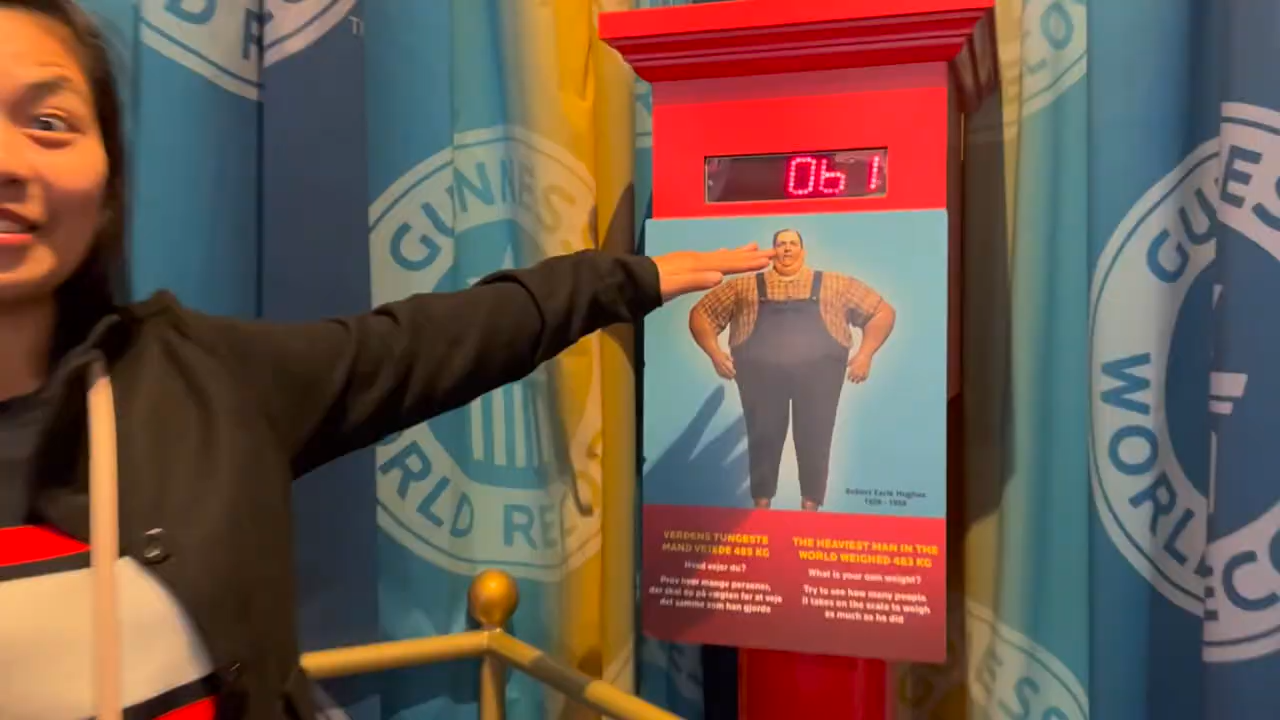 D R
Th
GUINNESS
WORLD RECO
061
Robert Earle Hughes
1926 - 1958
VERDENS TUNGESTE
MAND VEJEDE 483 KG
Hvad vejer du?
Prøv hvor mange personer,
der skal op på vægten for at veje
det samme som han gjorde
THE HEAVIEST MAN IN THE
WORLD WEIGHED 483 KG
What is your own weight?
Try to see how many people
it takes on the scale to weigh
as much as he did
GUINNES
WORLD
RECO
NESS